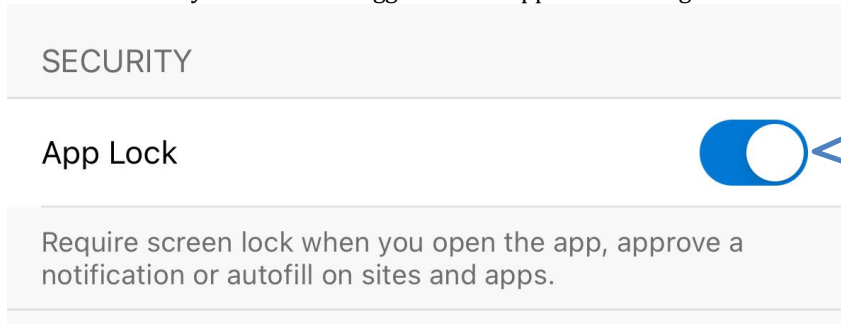 SECURITY
App Lock
Require screen lock when you open the app, approve a
notification or autofill on sites and apps.